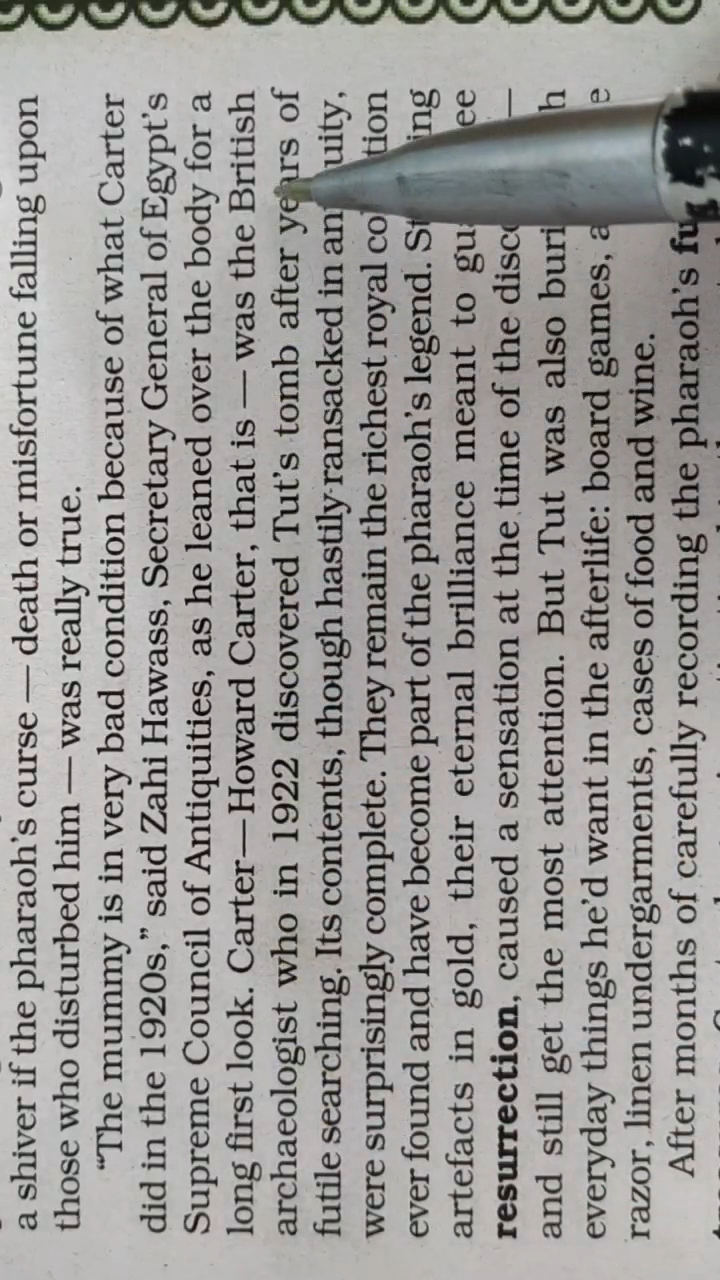 a shiver if the pharaoh's curse — death or misfortune falling upon
those who disturbed him — was really true.
"The mummy is in very bad condition because of what Carter
did in the 1920s," said Zahi Hawass, Secretary General of Egypt's
Supreme Council of Antiquities, as he leaned over the body for a
long first look. Carter—Howard Carter, that is — was the British
archaeologist who in 1922 discovered Tut's tomb after years of
futile searching. Its contents, though hastily ransacked in
were surprisingly complete. They remain the richest royal
ever found and have become part of the pharaoh's legend.
artefacts in gold, their eternal brilliance meant to
resurrection, caused a sensation at the time of the —
and still get the most attention. But Tut was also
everyday things he'd want in the afterlife: board games,
razor, linen undergarments, cases of food and wine.
After months of carefully recording the pharaoh's